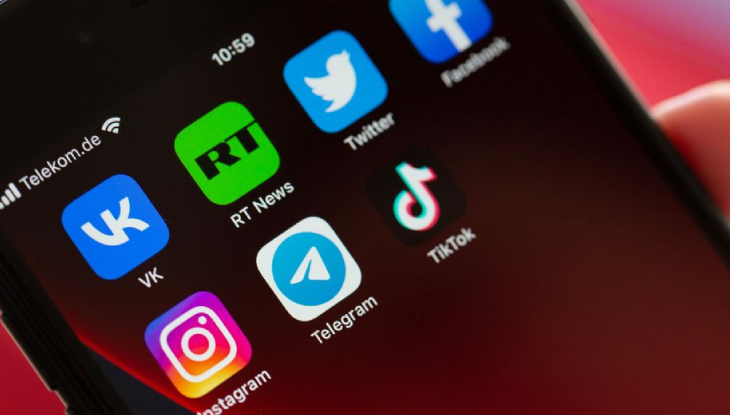 Telekom.de
10:59
VK
RT
RT News
Twitter
Facebook
Instagram
Telegram
TikTok